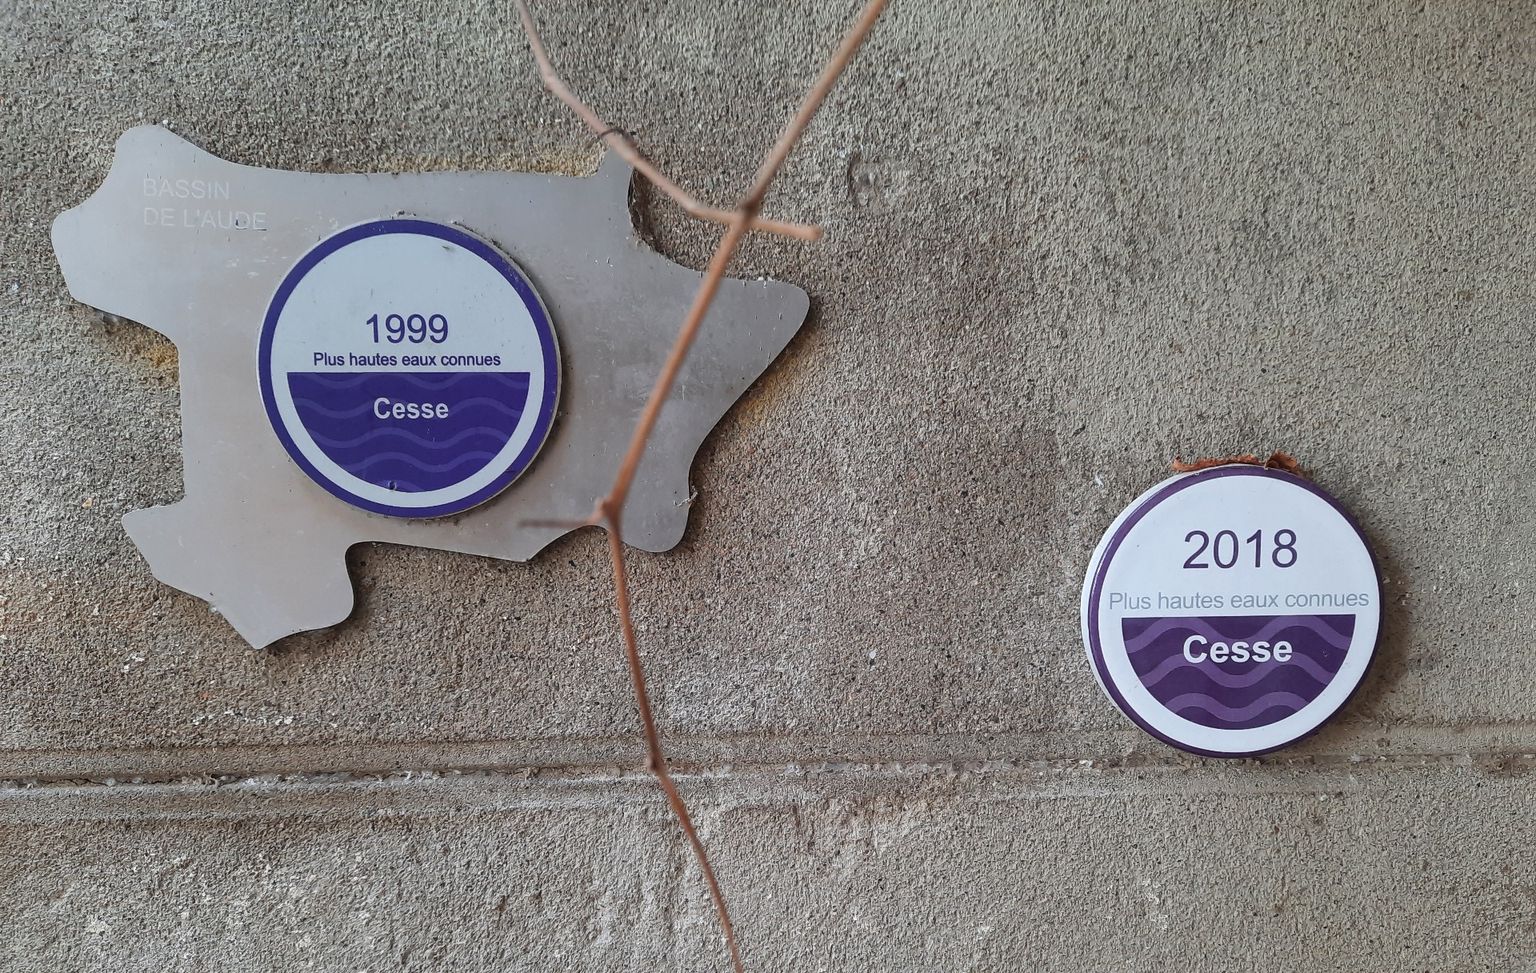 BASSIN
DE L'AUDE
1999
Plus hautes eaux connues
Cesse
2018
Plus hautes eaux connues
Cesse